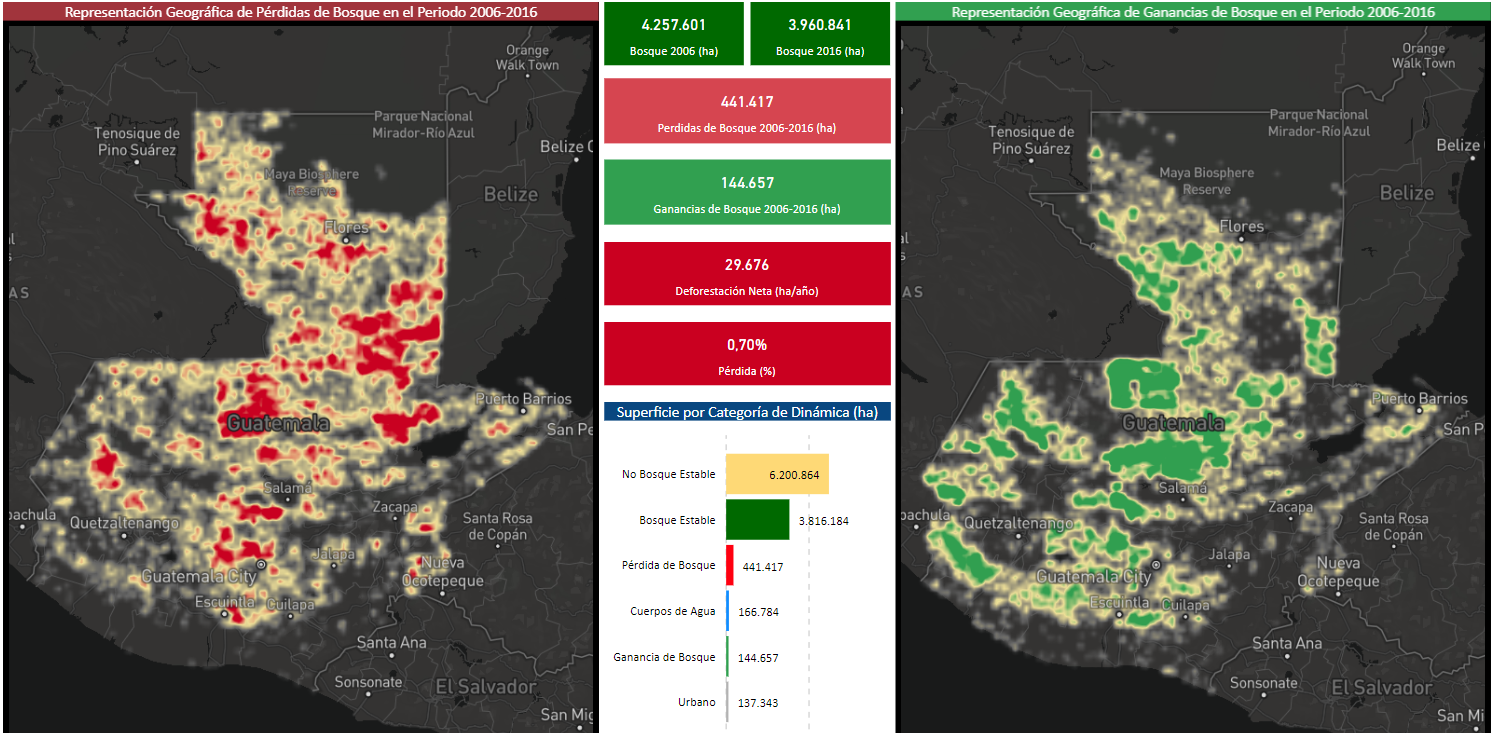 Representación Geográfica de Pérdidas de Bosque en el Periodo 2006-2016
Orange
Walk Town
Parque Nacional
Mirador-Río Azul
Tenosique de
Pino Suárez
Belize C
Maya Biosphere
Reserve
Belize
Flores
al
s
AS
Puerto Barrios
Guatemala
San Pe
Salamá
Zacapa
pachula
Quetzaltenango
Santa Rosa
de Copán
Jalapa
Nueva
Ocotepeque
Guatemala City
Escuintla
Cuilapa
Santa Ana
Sonsonate
El Salvador
San Mig
4.257.601
Bosque 2006 (ha)
3.960.841
Bosque 2016 (ha)
441.417
Perdidas de Bosque 2006-2016 (ha)
144.657
Ganancias de Bosque 2006-2016 (ha)
29.676
Deforestación Neta (ha/año)
0,70%
Pérdida (%)
Superficie por Categoría de Dinámica (ha)
No Bosque Estable
6.200.864
Bosque Estable
3.816.184
Pérdida de Bosque
441.417
Cuerpos de Agua
166.784
Ganancia de Bosque
144.657
Urbano
137.343
Representación Geográfica de Ganancias de Bosque en el Periodo 2006-2016
Orange
Walk Town
Parque Nacional
Mirador-Río Azul
Tenosique de
Pino Suárez
Belize
Maya Biosphere
Reserve
Belize
Flores
al
s
AS
Puerto Barrios
Guatemala
San P
Salamá
Zacapa
pachula
Quetzaltenango
Santa Rosa
de Copán
Jalapa
Nueva
Ocotepeque
Guatemala City
Escuintla
Cuilapa
Santa Ana
Sonsonate
El Salvador
San Mi